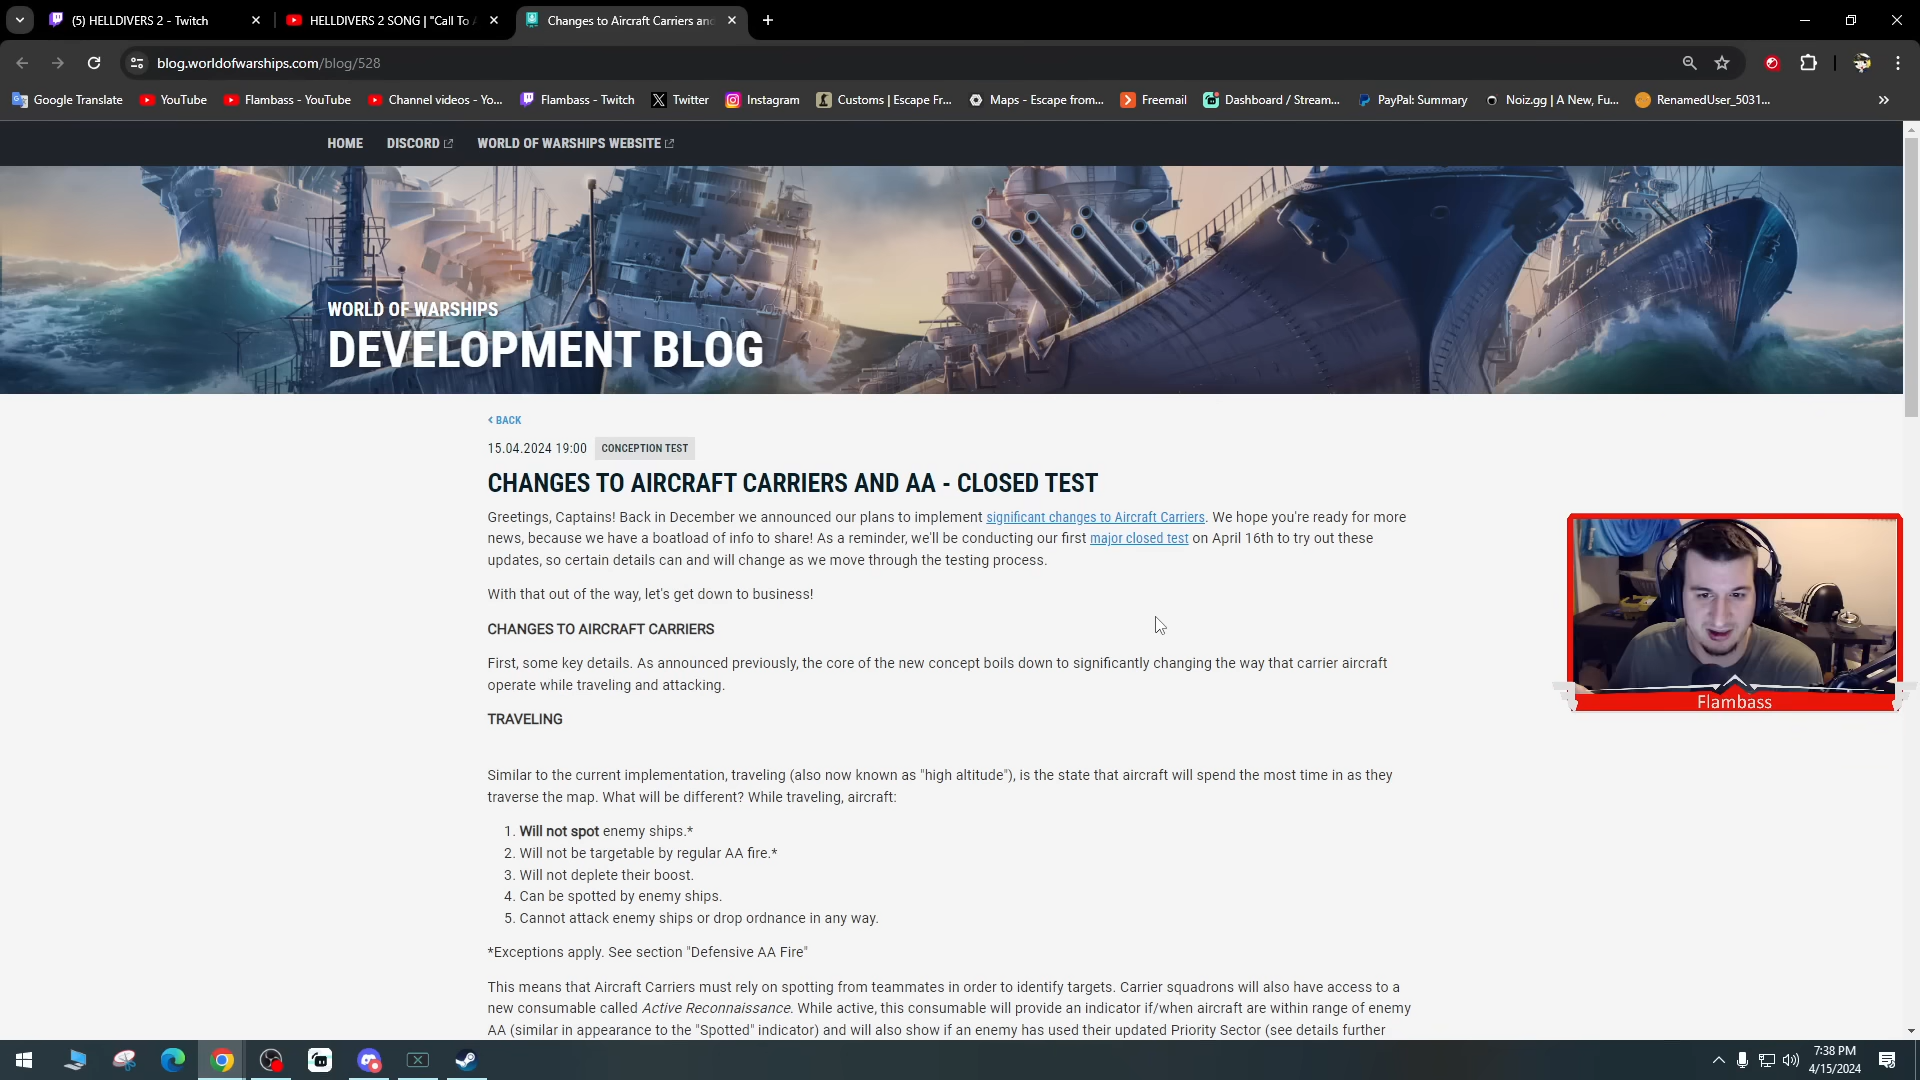 (5) HELLDIVERS 2 - Twitch
HELLDIVERS 2 SONG | "Call To
Changes to Aircraft Carriers and
blog.worldofwarships.com/blog/528
Google Translate
YouTube
Flambass - YouTube
Channel videos - Yo...
Flambass - Twitch
Twitter
Instagram
Customs | Escape Fr...
Maps - Escape from...
Freemail
Dashboard / Stream...
PayPal: Summary
Noiz.gg | A New, Fu...
RenamedUser_5031...
HOME
DISCORD
WORLD OF WARSHIPS WEBSITE
WORLD OF WARSHIPS
DEVELOPMENT BLOG
< BACK
15.04.2024 19:00 CONCEPTION TEST
CHANGES TO AIRCRAFT CARRIERS AND AA - CLOSED TEST
Greetings, Captains! Back in December we announced our plans to implement significant changes to Aircraft Carriers. We hope you're ready for more
news, because we have a boatload of info to share! As a reminder, we'll be conducting our first major closed test on April 16th to try out these
updates, so certain details can and will change as we move through the testing process.
With that out of the way, let's get down to business!
CHANGES TO AIRCRAFT CARRIERS
First, some key details. As announced previously, the core of the new concept boils down to significantly changing the way that carrier aircraft
operate while traveling and attacking.
TRAVELING
Similar to the current implementation, traveling (also now known as "high altitude"), is the state that aircraft will spend the most time in as they
traverse the map. What will be different? While traveling, aircraft:
1. Will not spot enemy ships.*
2. Will not be targetable by regular AA fire.*
3. Will not deplete their boost.
4. Can be spotted by enemy ships.
5. Cannot attack enemy ships or drop ordnance in any way.
*Exceptions apply. See section "Defensive AA Fire"
This means that Aircraft Carriers must rely on spotting from teammates in order to identify targets. Carrier squadrons will also have access to a
new consumable called Active Reconnaissance. While active, this consumable will provide an indicator if/when aircraft are within range of enemy
AA (similar in appearance to the "Spotted" indicator) and will also show if an enemy has used their updated Priority Sector (see details further
Flambass
7:38 PM
4/15/2024